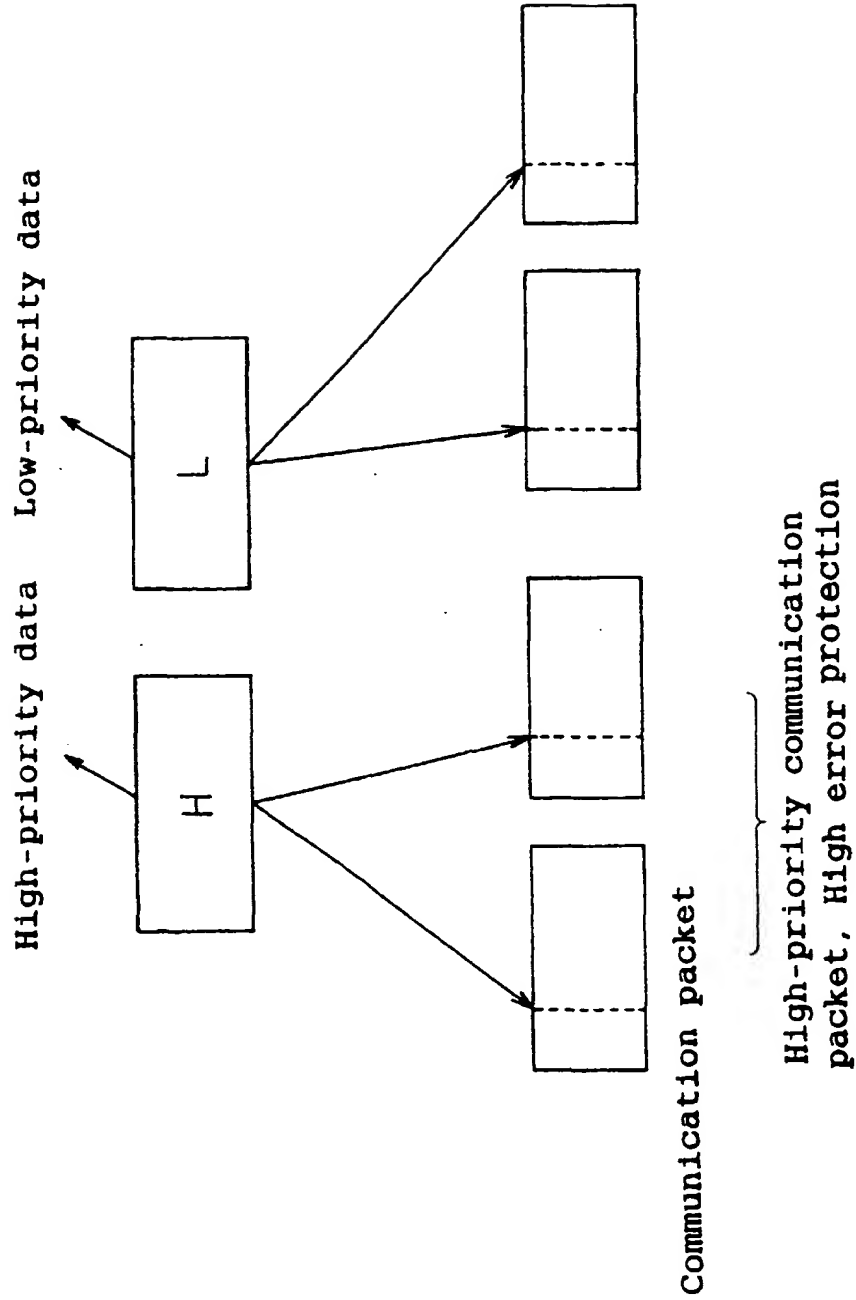 High-priority data Low-priority data
H L
Communication packet
High-priority communication
packet, High error protection